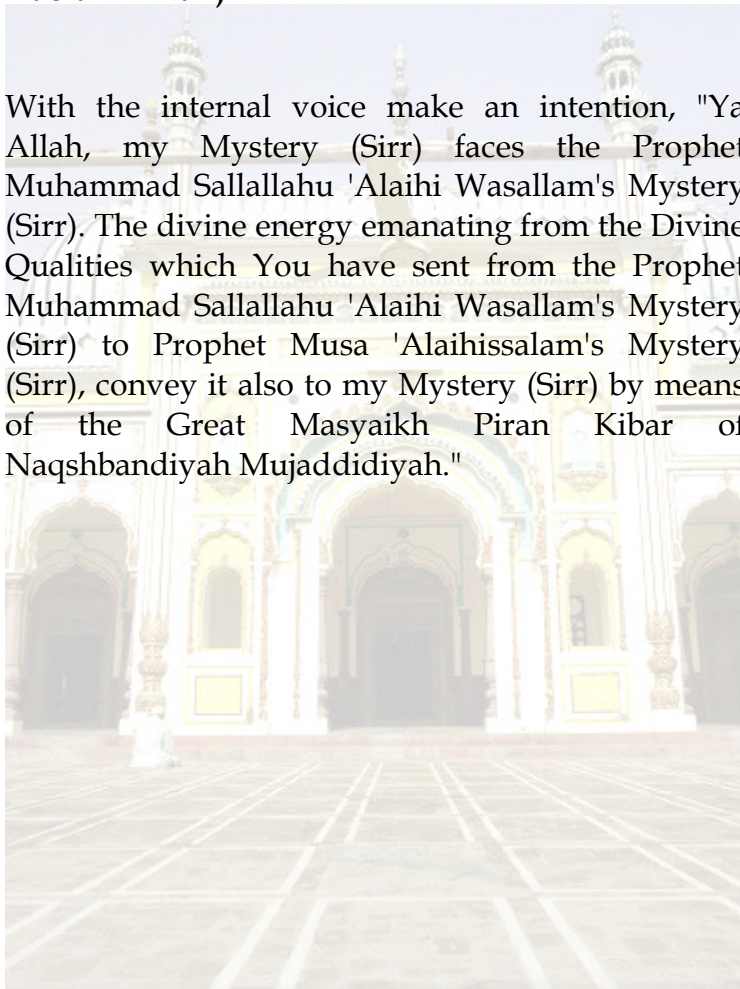 With the internal voice make an intention, "Ya
Allah, my Mystery (Sirr) faces the Prophet
Muhammad Sallallahu 'Alaihi Wasallam's Mystery
(Sirr). The divine energy emanating from the Divine
Qualities which You have sent from the Prophet
Muhammad Sallallahu 'Alaihi Wasallam's Mystery
(Sirr) to Prophet Musa 'Alaihissalam's Mystery
(Sirr), convey it also to my Mystery (Sirr) by means
of the Great Masyaikh Piran Kibar of
Naqshbandiyah Mujaddidiyah."